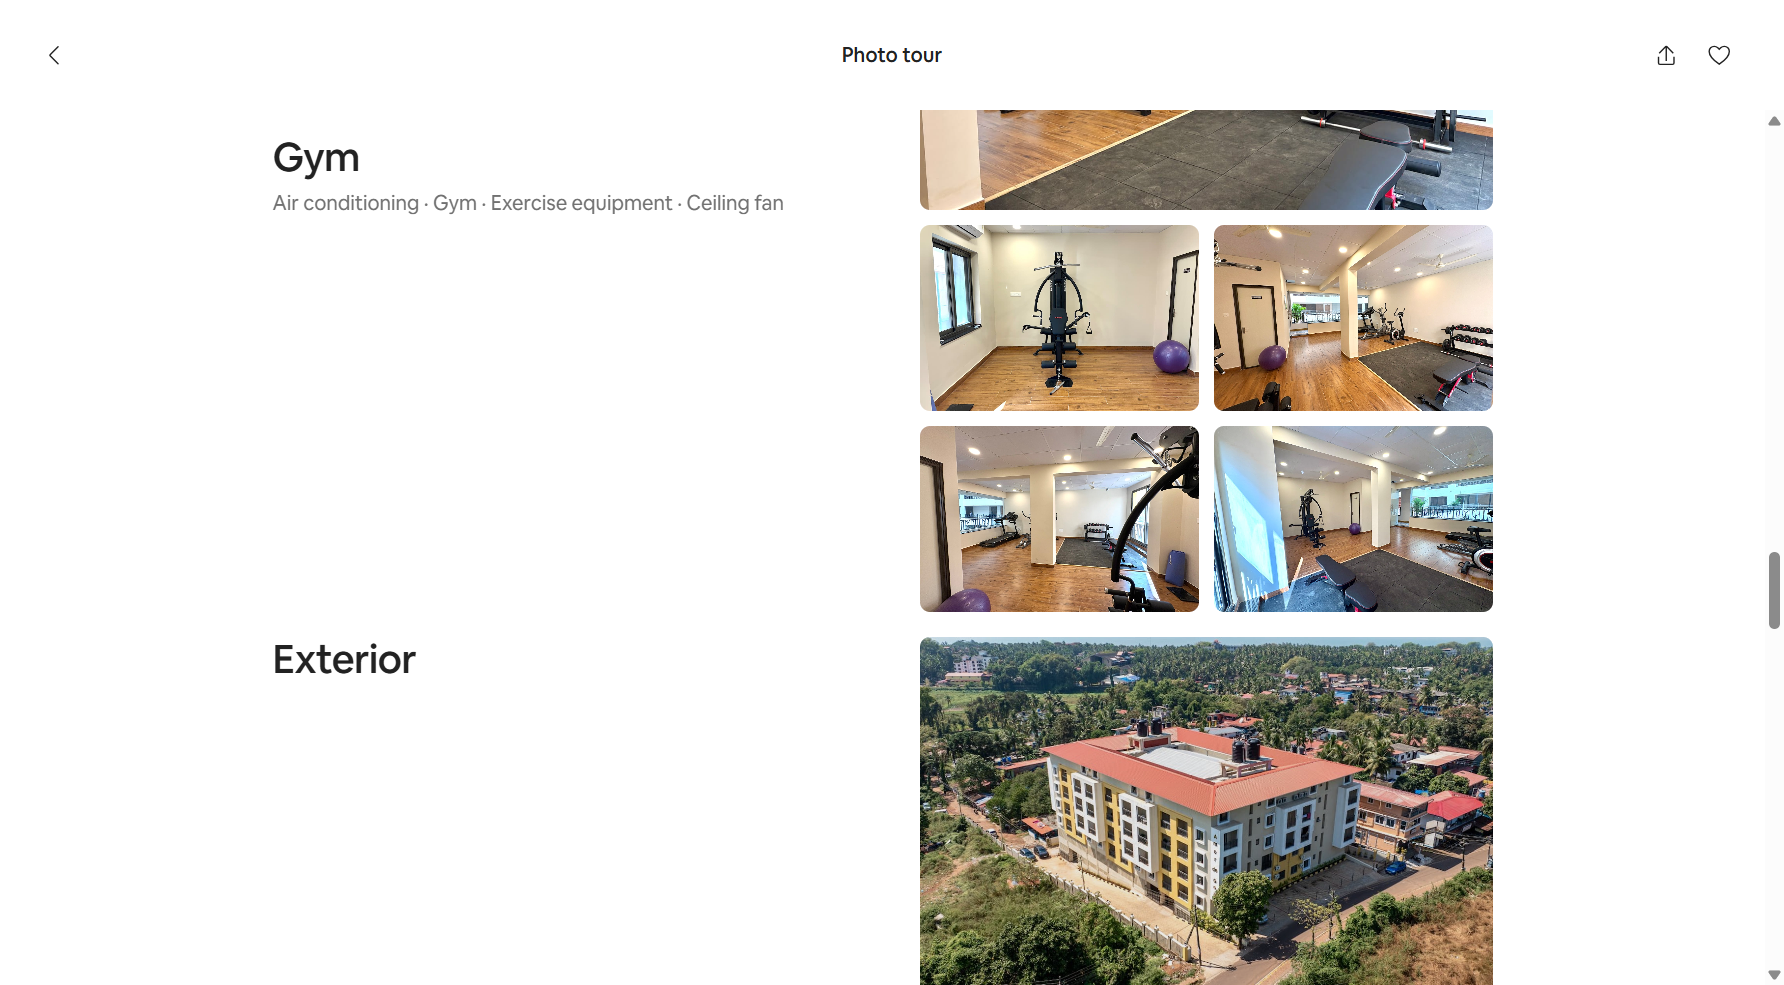 Photo tour
Gym
Air conditioning · Gym · Exercise equipment · Ceiling fan
Exterior